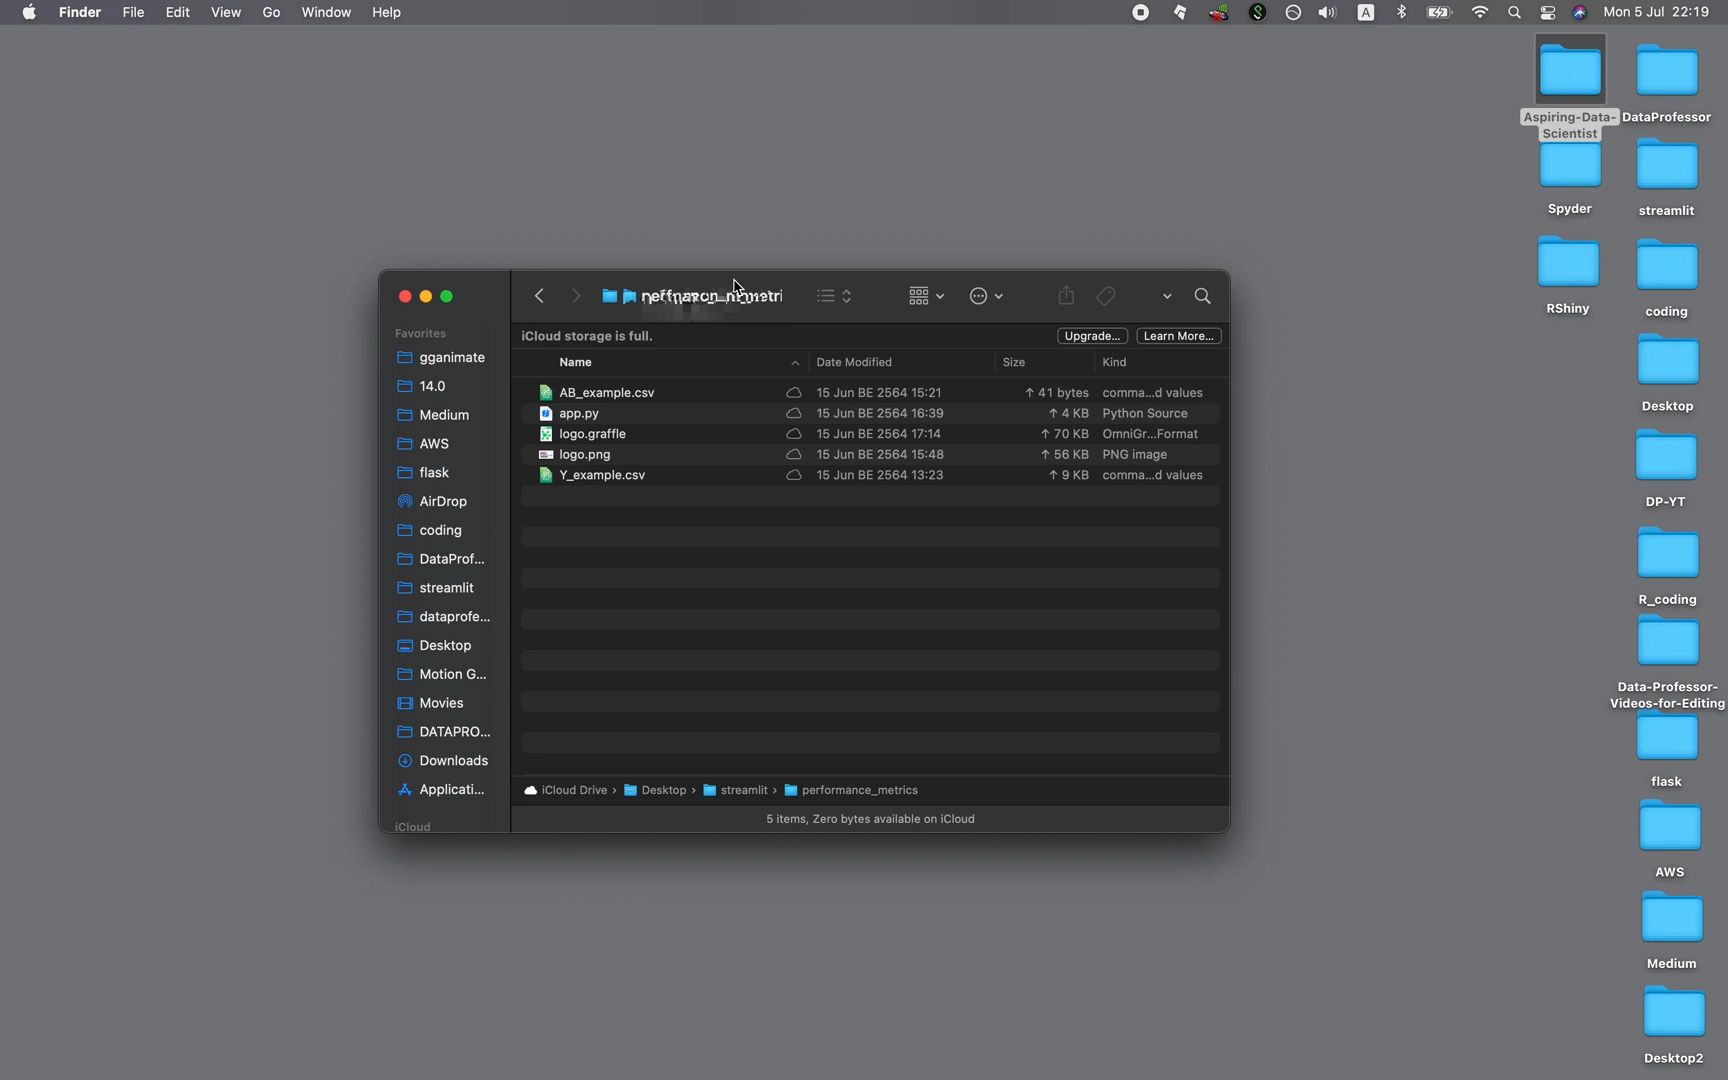 Finder File Edit View Go Window Help
A
Mon 5 Jul 22:19
Aspiring-Data-
Scientist
DataProfessor
Spyder
streamlit
RShiny
coding
Desktop
DP-YT
R_coding
Data-Professor-
Videos-for-Editing
flask
AWS
Medium
Desktop2
iCloud storage is full.
Upgrade...
Learn More...
Favorites
gganimate
14.0
Medium
AWS
flask
AirDrop
coding
DataProf...
streamlit
dataprofe...
Desktop
Motion G...
Movies
DATAPRO...
Downloads
Applicati...
iCloud
Name Date Modified Size Kind
AB_example.csv 15 Jun BE 2564 15:21 ↑ 41 bytes comma...d values
app.py 15 Jun BE 2564 16:39 ↑ 4 KB Python Source
logo.graffle 15 Jun BE 2564 17:14 ↑ 70 KB OmniGr...Format
logo.png 15 Jun BE 2564 15:48 ↑ 56 KB PNG image
Y_example.csv 15 Jun BE 2564 13:23 ↑ 9 KB comma...d values
iCloud Drive › Desktop › streamlit › performance_metrics
5 items, Zero bytes available on iCloud